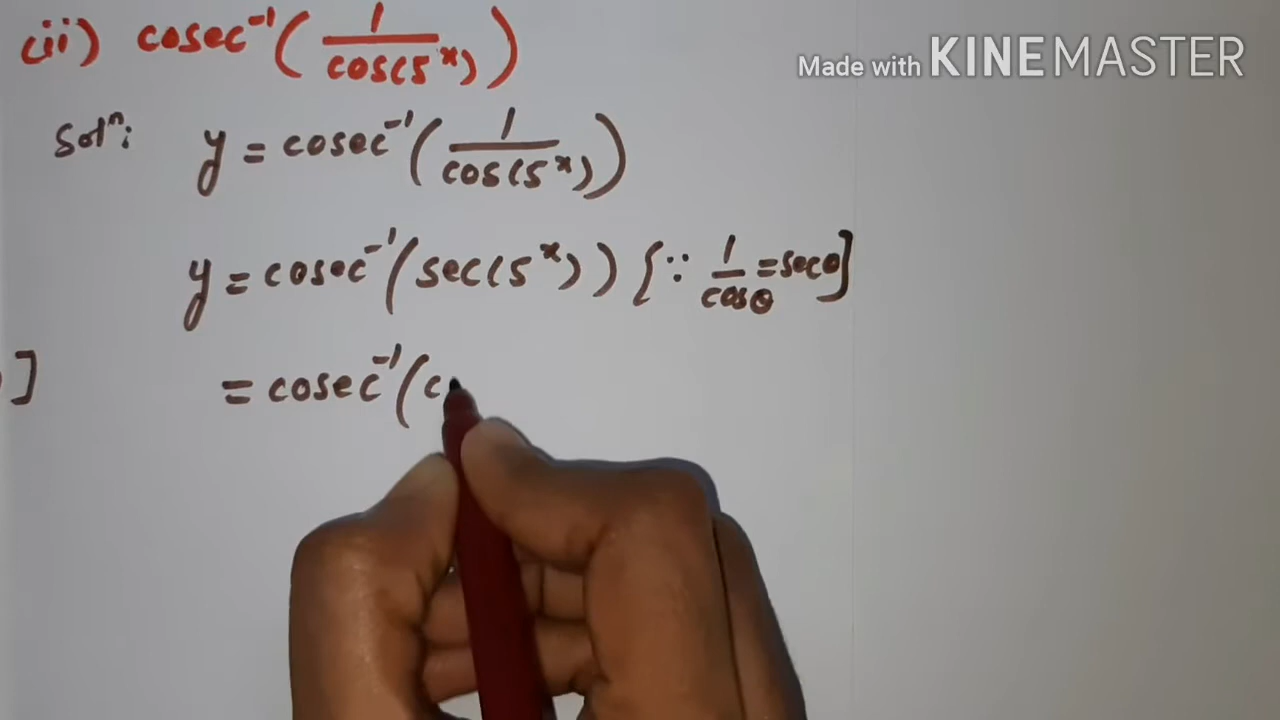 (ii) cosec⁻¹(1/cos(5ˣ))
Made with KINEMASTER
Solⁿ: y = cosec⁻¹(1/cos(5ˣ))
y = cosec⁻¹(sec(5ˣ)) [∵ 1/cosθ = secθ]
]
= cosec⁻¹(c